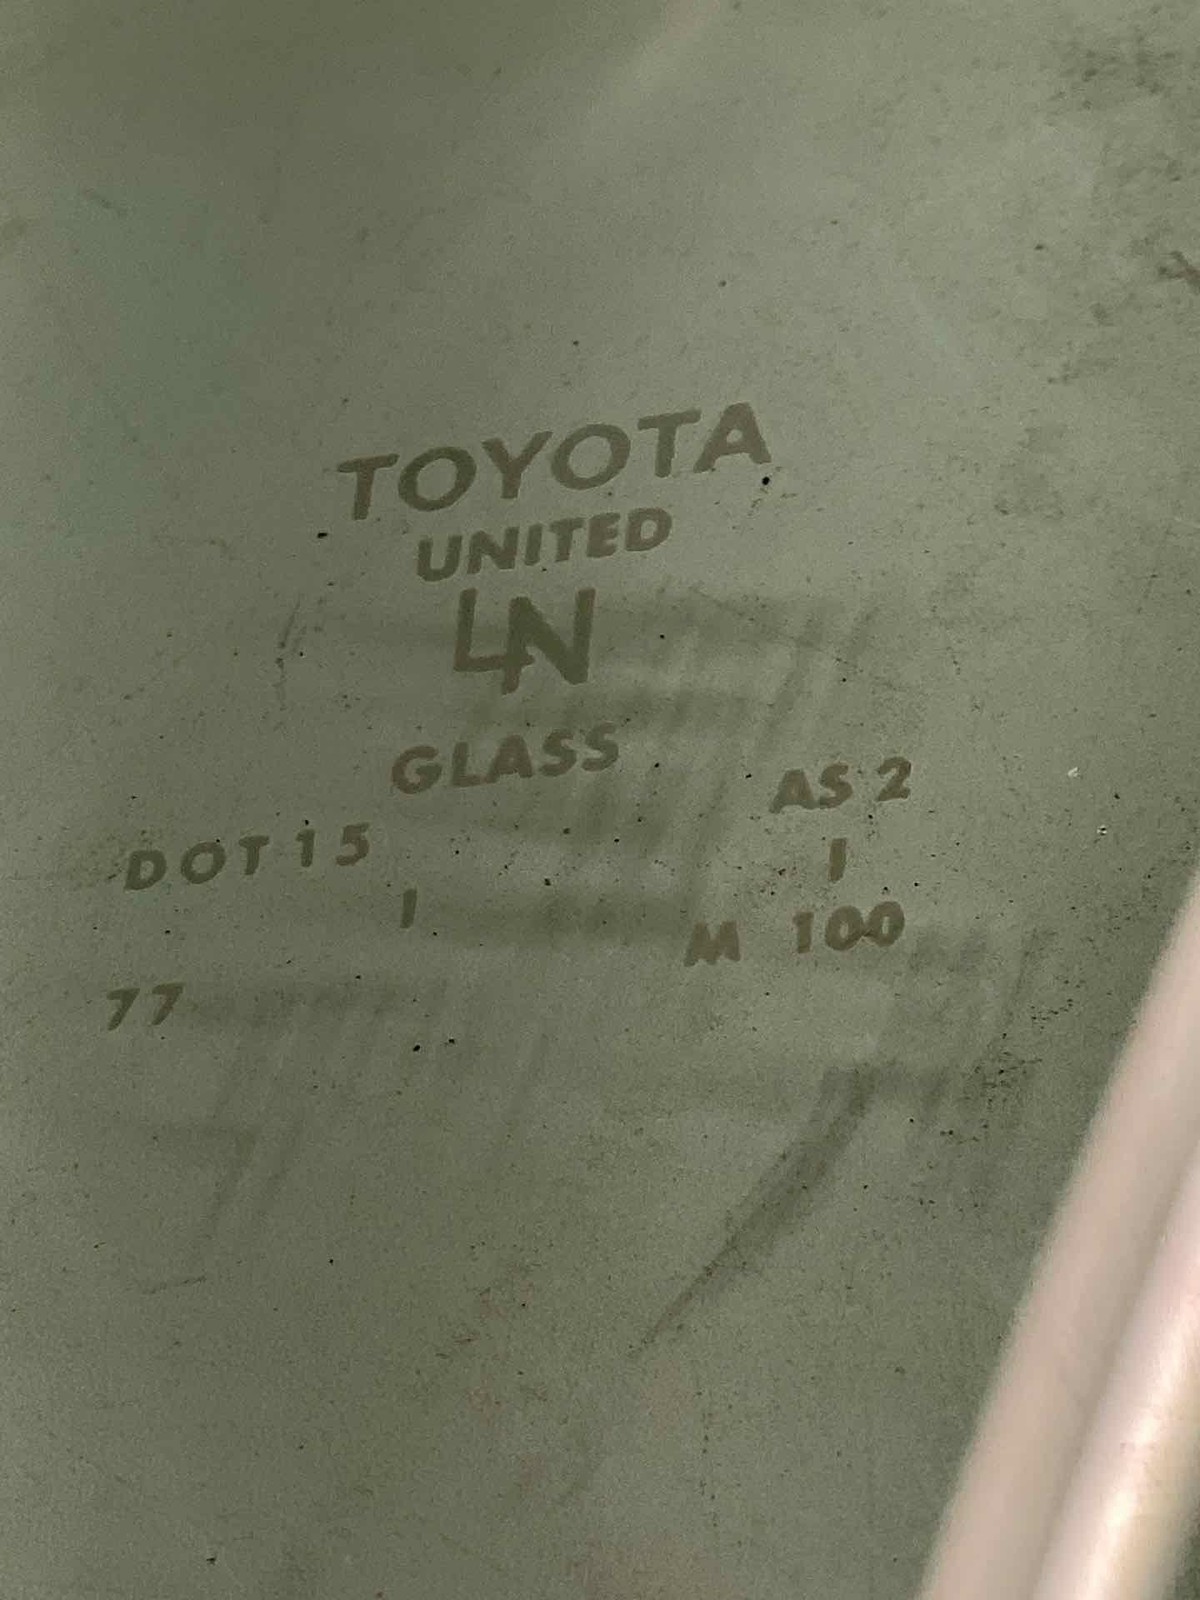 TOYOTA
UNITED
LN
GLASS
AS 2
DOT 15
I
I
M 100
77